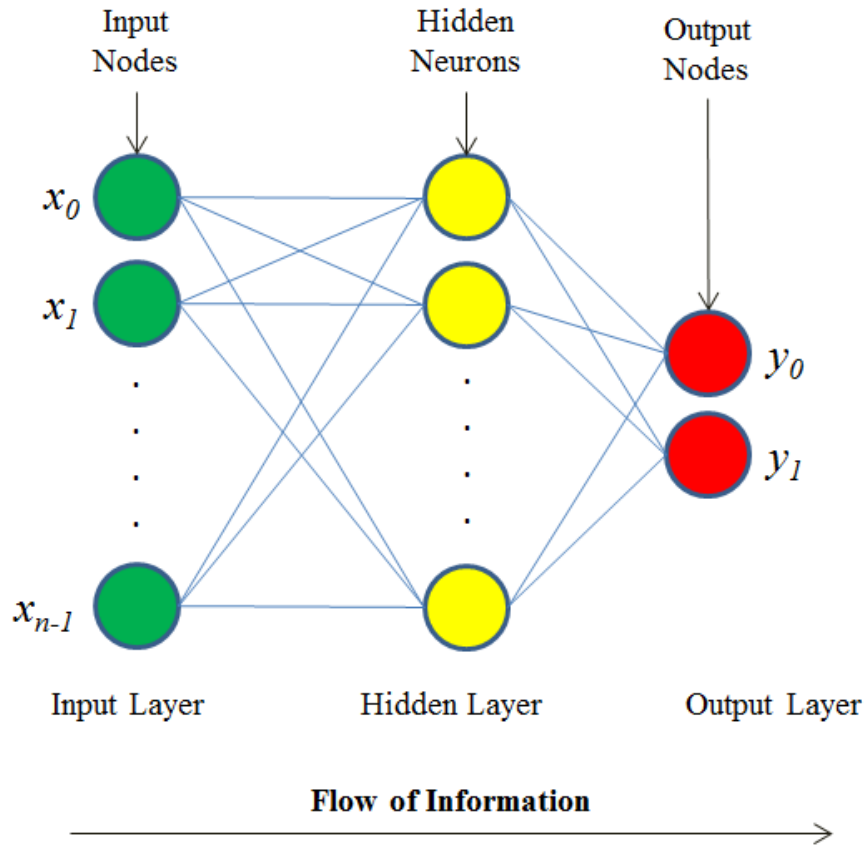 Input
Nodes
Hidden
Neurons
Output
Nodes
x0
x1
xn-1
y0
y1
Input Layer
Hidden Layer
Output Layer
Flow of Information